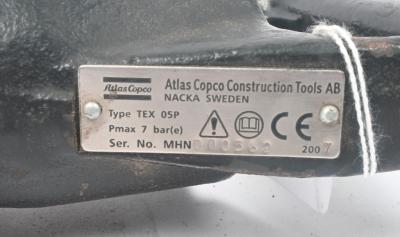 Atlas Copco
Atlas Copco Construction Tools AB
NACKA SWEDEN
Type TEX 05P
Pmax 7 bar(e)
CE
Ser. No. MHN
2007